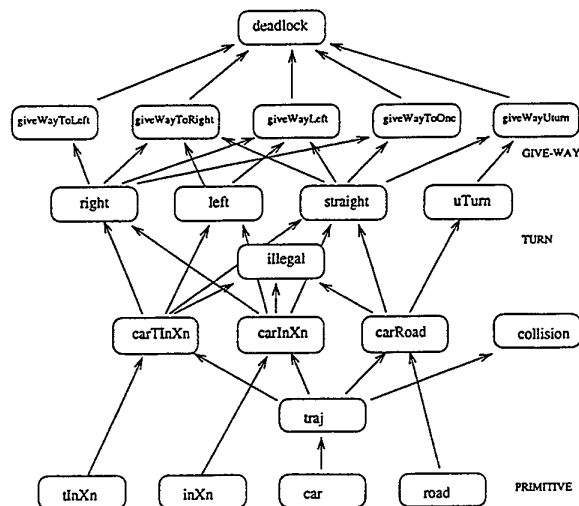 deadlock
giveWayToLeft
giveWayToRight
giveWayLeft
giveWayToOne
giveWayUturn
GIVE-WAY
right
left
straight
uTurn
TURN
illegal
carTInXn
carInXn
carRoad
collision
traj
tInXn
inXn
car
road
PRIMITIVE